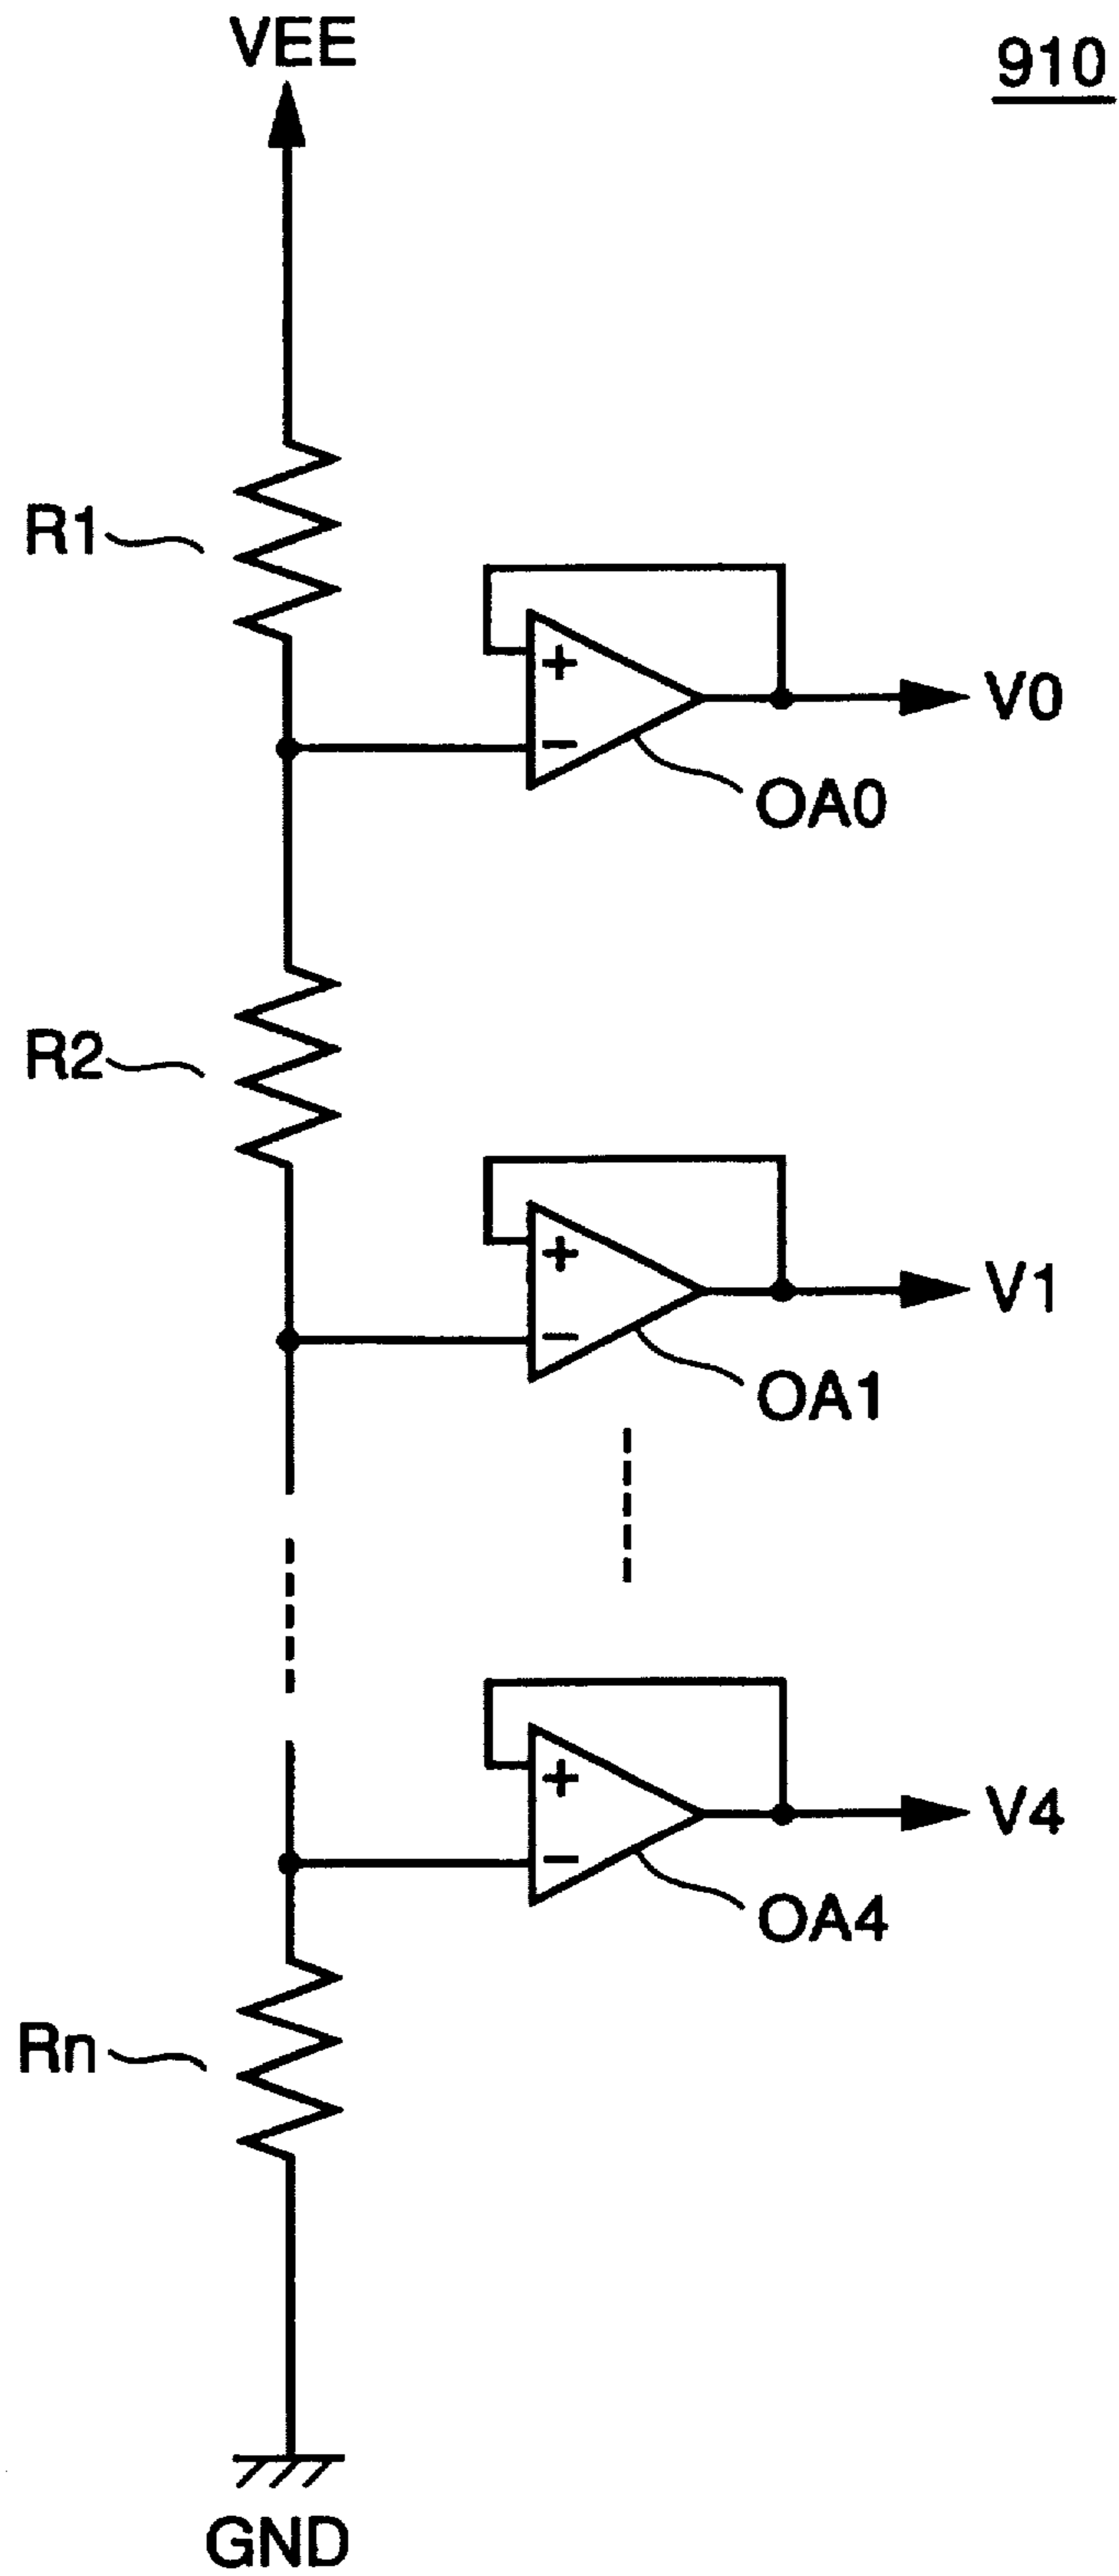 VEE
910
R1
+
−
V0
OA0
R2
+
−
V1
OA1
+
−
V4
OA4
Rn
GND